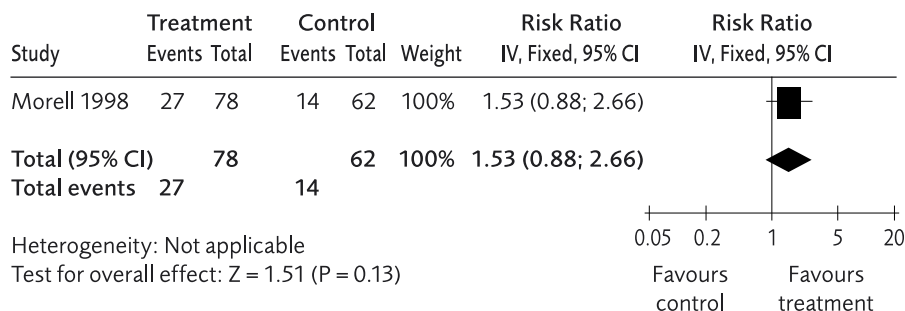 Treatment Control Risk Ratio Risk Ratio
Study Events Total Events Total Weight IV, Fixed, 95% CI IV, Fixed, 95% CI
Morell 1998 27 78 14 62 100% 1.53 (0.88; 2.66)
Total (95% CI) 78 62 100% 1.53 (0.88; 2.66)
Total events 27 14
0.05 0.2 1 5 20
Heterogeneity: Not applicable
Test for overall effect: Z = 1.51 (P = 0.13)
Favours Favours
control treatment